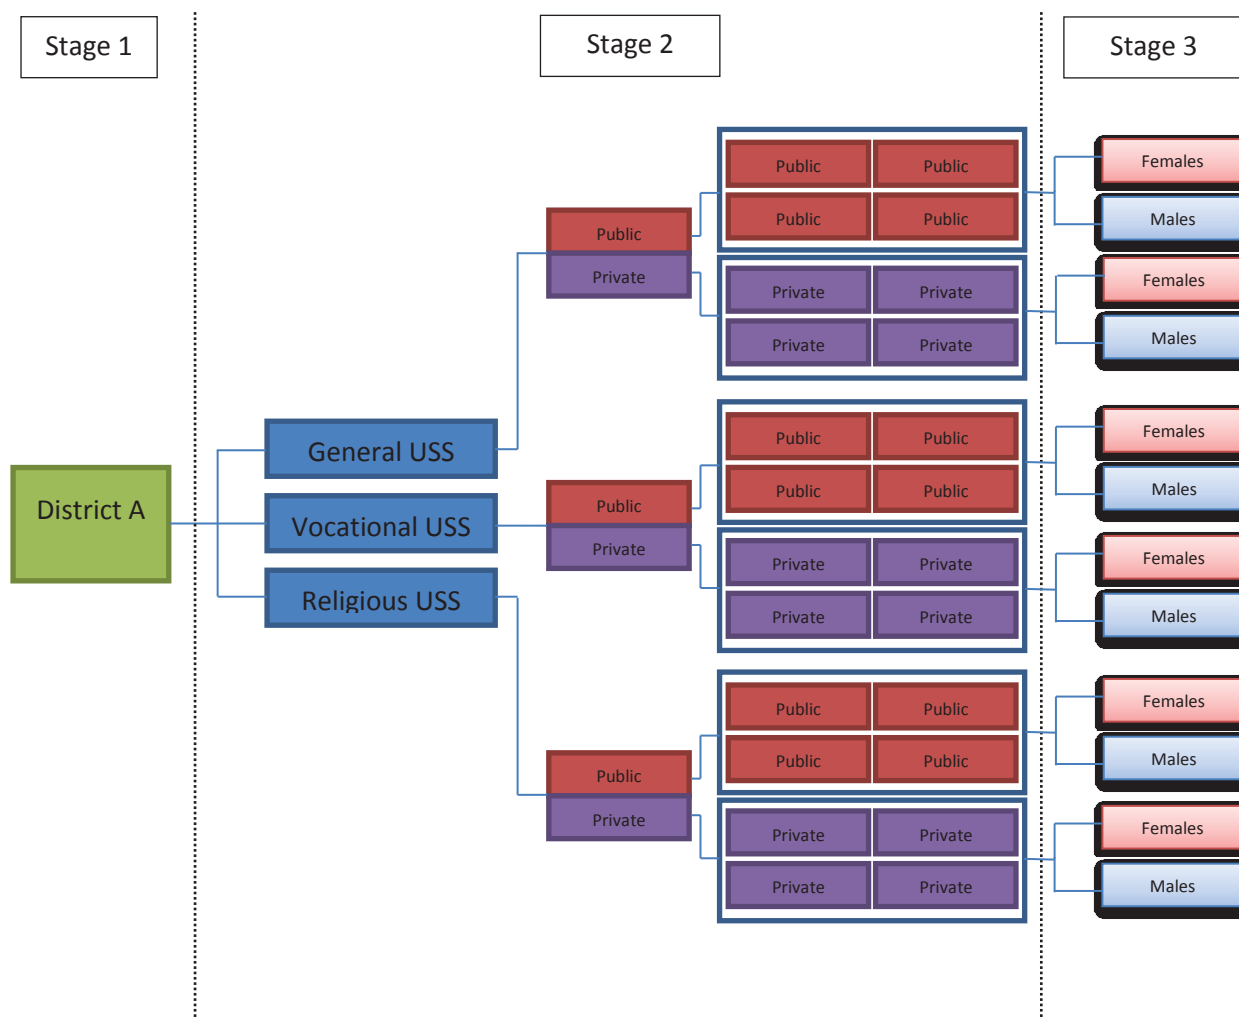 Stage 1
Stage 2
Stage 3
Public Public
Females
Public Public
Males
Public
Private
Private Private
Females
Private Private
Males
District A
General USS
Vocational USS
Religious USS
Public Public
Females
Public Public
Males
Public
Private
Private Private
Females
Private Private
Males
Public Public
Females
Public Public
Males
Public
Private
Private Private
Females
Private Private
Males